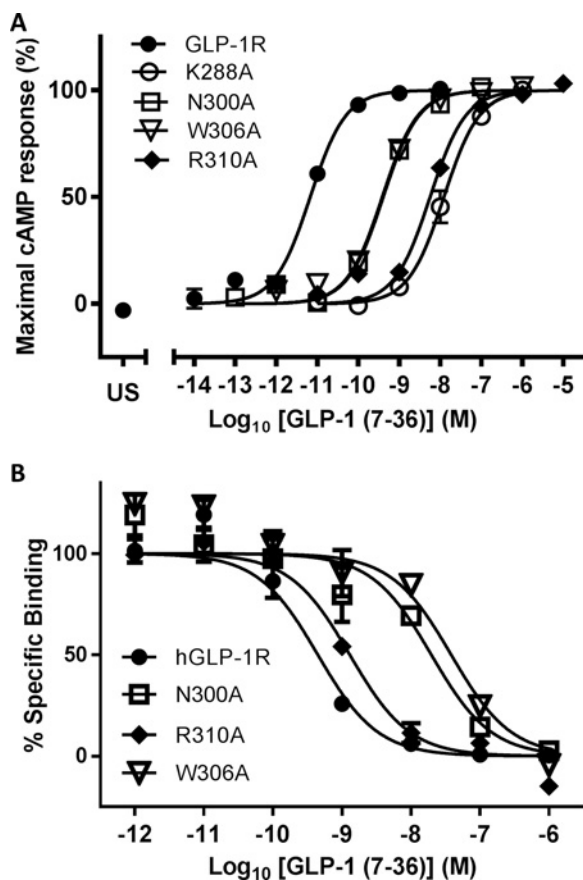 A
GLP-1R
K288A
N300A
W306A
R310A
Maximal cAMP response (%)
100
50
0
US
-14 -13 -12 -11 -10 -9 -8 -7 -6 -5
Log₁₀ [GLP-1 (7-36)] (M)
B
% Specific Binding
100
50
0
hGLP-1R
N300A
R310A
W306A
-12 -11 -10 -9 -8 -7 -6
Log₁₀ [GLP-1 (7-36)] (M)